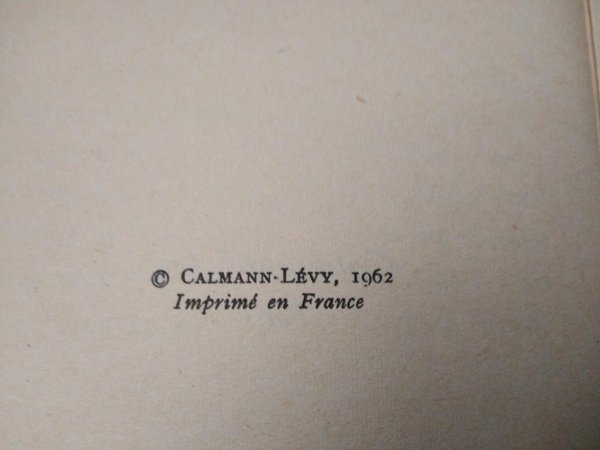 © CALMANN-LÉVY, 1962
Imprimé en France